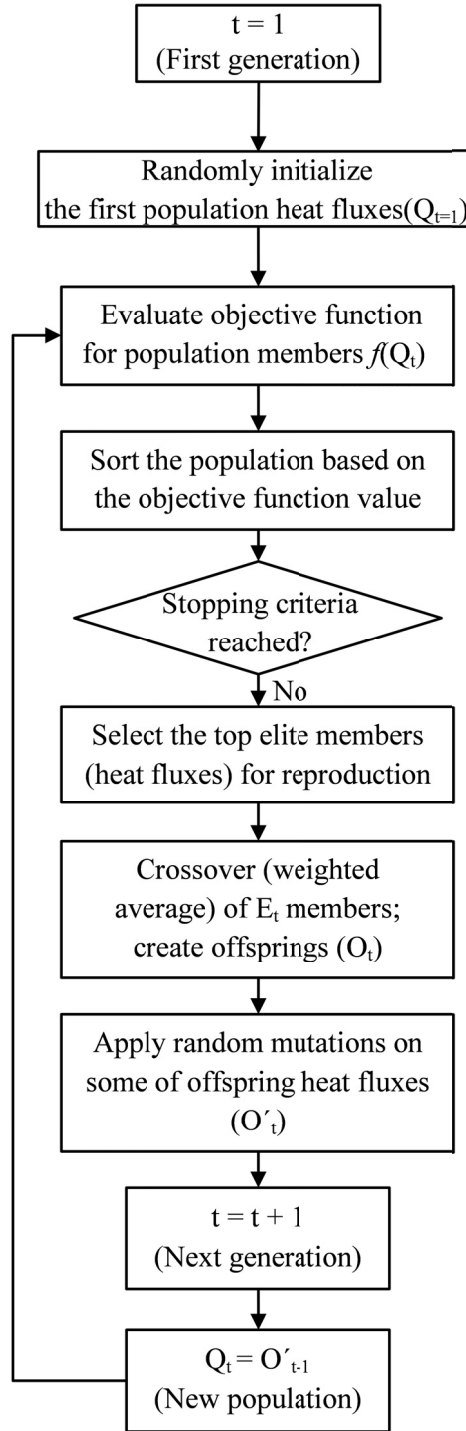 t = 1
(First generation)
Randomly initialize
the first population heat fluxes(Qₜ₌₁)
Evaluate objective function
for population members f(Qₜ)
Sort the population based on
the objective function value
Stopping criteria
reached?
No
Select the top elite members
(heat fluxes) for reproduction
Crossover (weighted
average) of Eₜ members;
create offsprings (Oₜ)
Apply random mutations on
some of offspring heat fluxes
(O´ₜ)
t = t + 1
(Next generation)
Qₜ = O´ₜ₋₁
(New population)